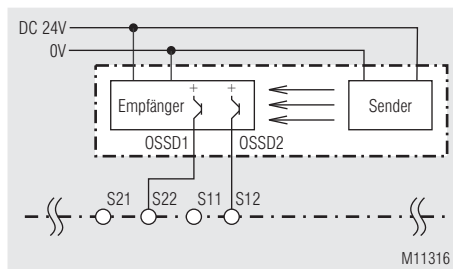 DC 24V
0V
+ +
Empfänger
Sender
OSSD1 OSSD2
S21 S22 S11 S12
M11316